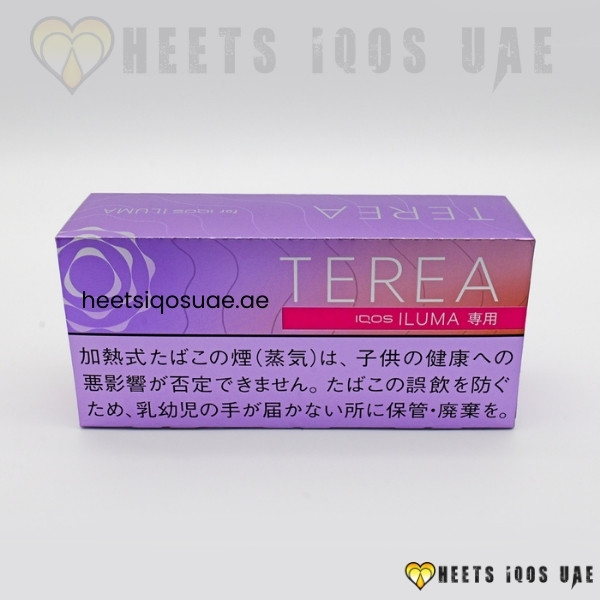 HEETS iQOS UAE
TEREA
for IQOS ILUMA
TEREA
heetsiqosuae.ae
IQOS ILUMA 専用
加熱式たばこの煙(蒸気)は、子供の健康への
悪影響が否定できません。たばこの誤飲を防ぐ
ため、乳幼児の手が届かない所に保管・廃棄を。
HEETS iQOS UAE